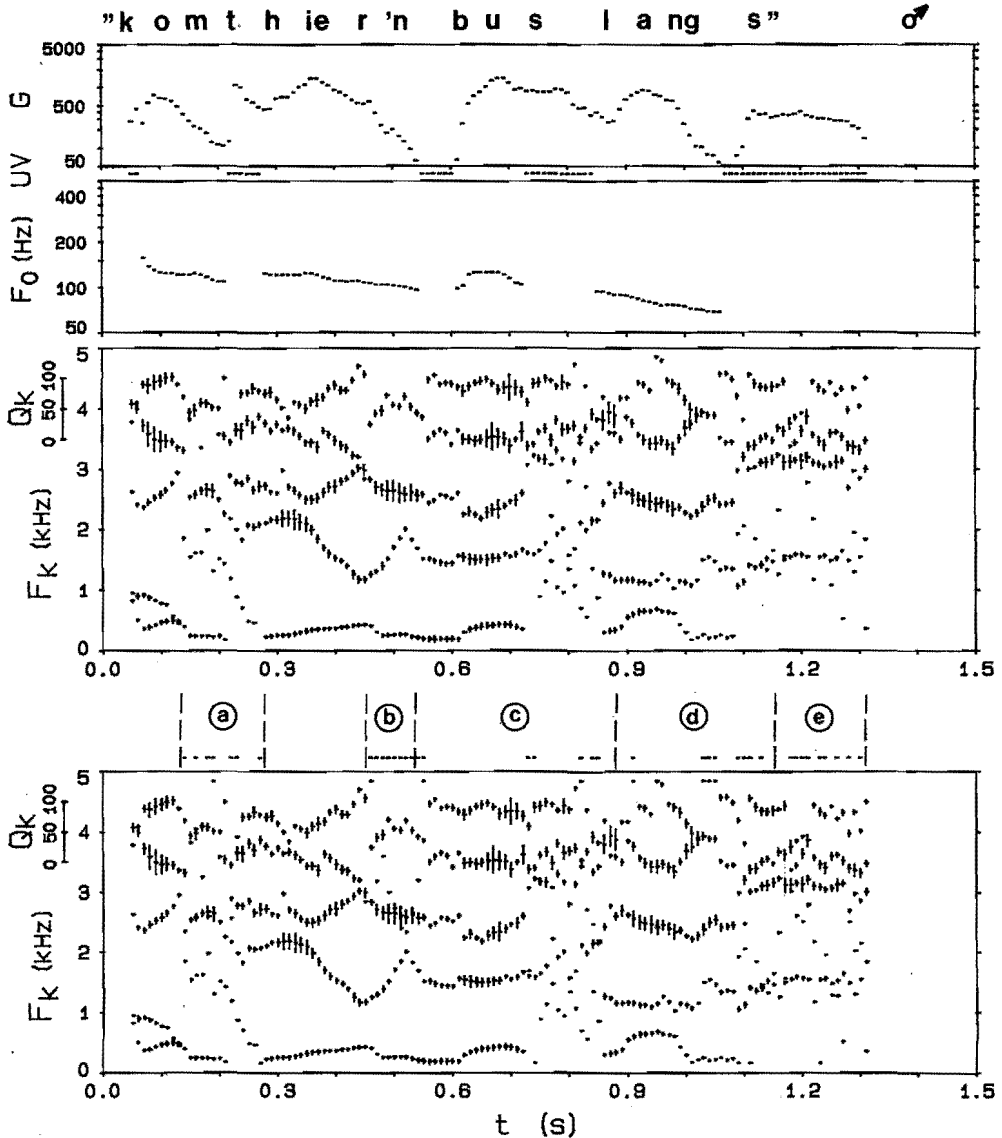 ”k o m t h ie r ’n b u s l a ng s” ♂
5000
500
50
G
UV
400
200
100
50
F0 (Hz)
5
4
3
2
1
0
0 50 100
Qk
Fk (kHz)
0.0 0.3 0.6 0.9 1.2 1.5
a b c d e
5
4
3
2
1
0
0 50 100
Qk
Fk (kHz)
0.0 0.3 0.6 0.9 1.2 1.5
t (s)